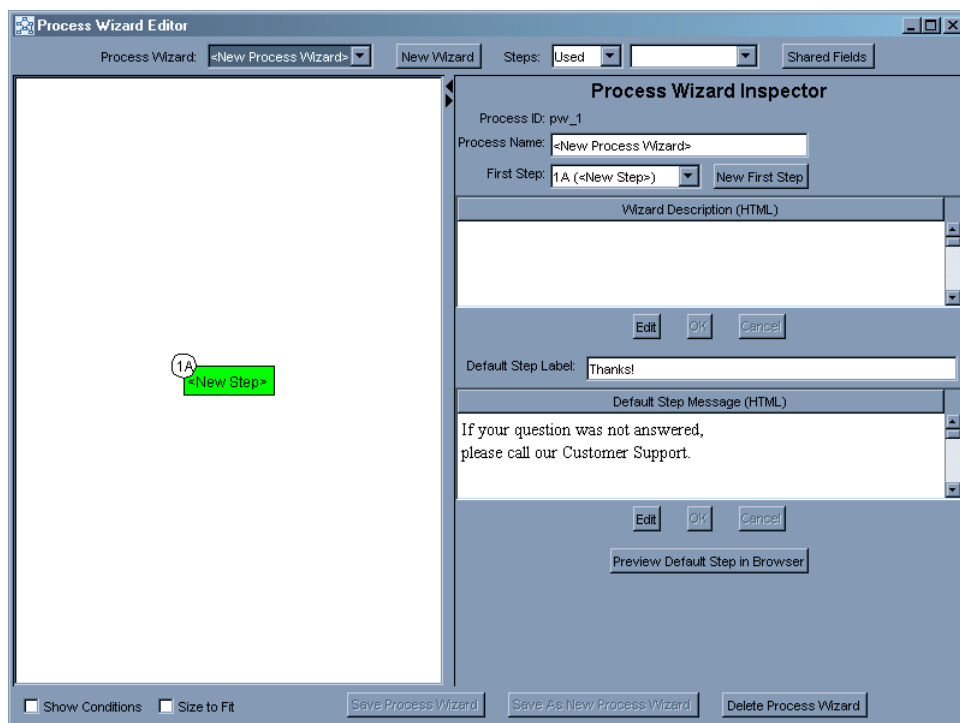 Process Wizard Editor
Process Wizard: <New Process Wizard> New Wizard Steps: Used Shared Fields
Process Wizard Inspector
Process ID: pw_1
Process Name: <New Process Wizard>
First Step: 1A (<New Step>) New First Step
Wizard Description (HTML)
Edit OK Cancel
1A
<New Step>
Default Step Label: Thanks!
Default Step Message (HTML)
If your question was not answered,
please call our Customer Support.
Edit OK Cancel
Preview Default Step in Browser
Show Conditions Size to Fit Save Process Wizard Save As New Process Wizard Delete Process Wizard